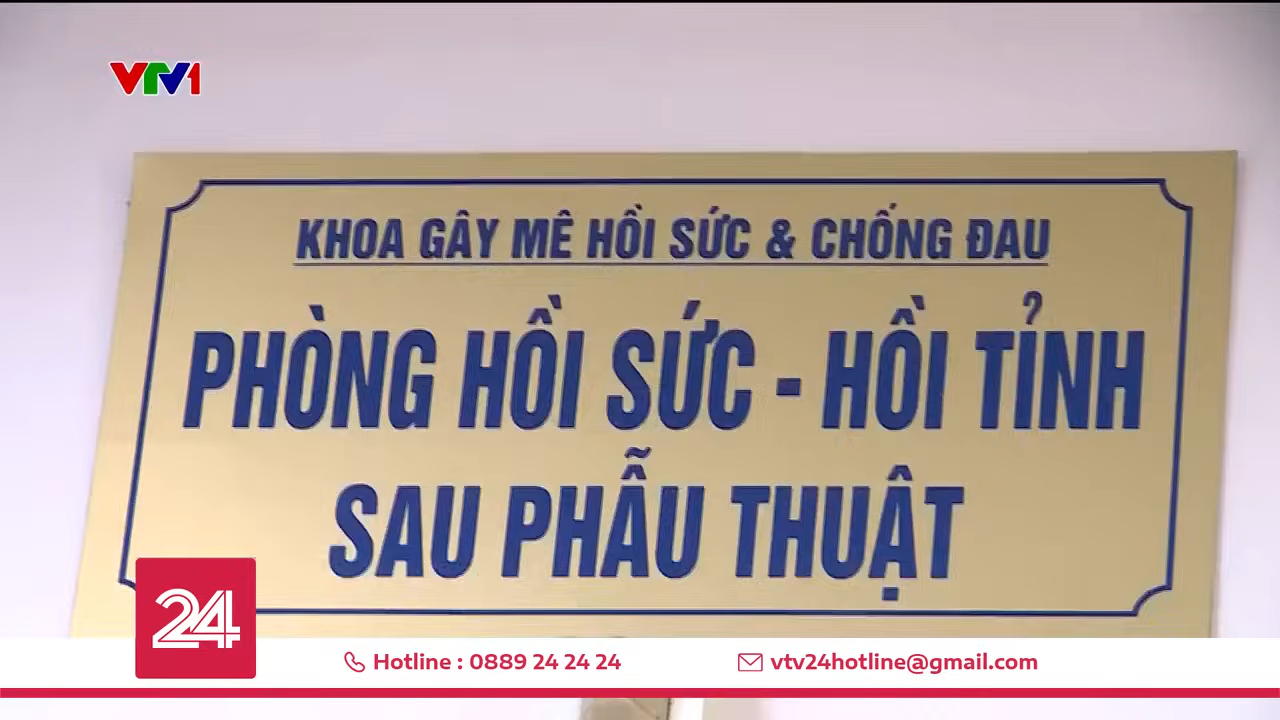 VTV1
KHOA GÂY MÊ HỒI SỨC & CHỐNG ĐAU
PHÒNG HỒI SỨC - HỒI TỈNH
SAU PHẪU THUẬT
24
Hotline : 0889 24 24 24
vtv24hotline@gmail.com